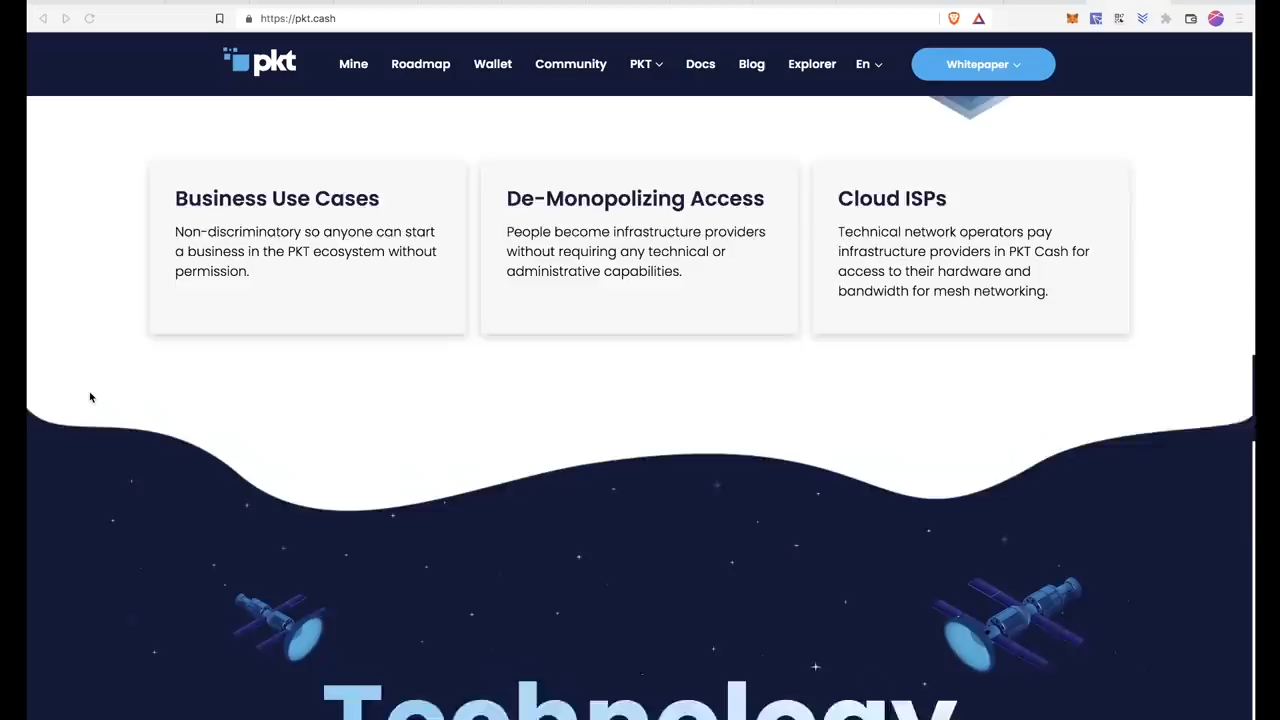 https://pkt.cash
pkt
Mine Roadmap Wallet Community PKT Docs Blog Explorer En Whitepaper
Business Use Cases
Non-discriminatory so anyone can start
a business in the PKT ecosystem without
permission.
De-Monopolizing Access
People become infrastructure providers
without requiring any technical or
administrative capabilities.
Cloud ISPs
Technical network operators pay
infrastructure providers in PKT Cash for
access to their hardware and
bandwidth for mesh networking.
Technology